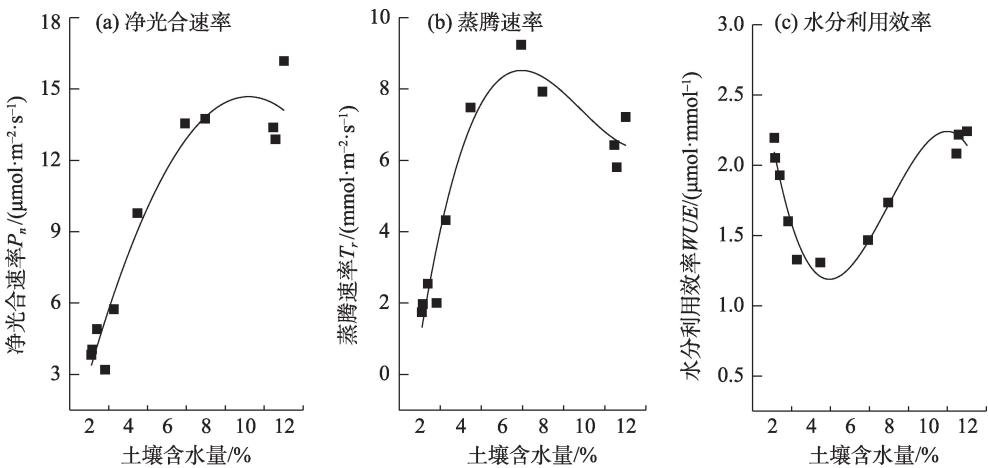 (a) 净光合速率
18
15
12
9
6
3
净光合速率Pn/(μmol·m⁻²·s⁻¹)
2 4 6 8 10 12
土壤含水量/%
(b) 蒸腾速率
10
8
6
4
2
0
蒸腾速率Tr/(mmol·m⁻²·s⁻¹)
2 4 6 8 10 12
土壤含水量/%
(c) 水分利用效率
3.0
2.5
2.0
1.5
1.0
0.5
水分利用效率WUE/(μmol·mmol⁻¹)
2 4 6 8 10 12
土壤含水量/%